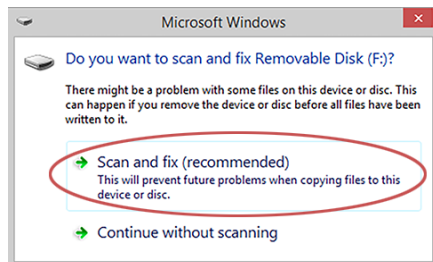 Microsoft Windows
Do you want to scan and fix Removable Disk (F:)?
There might be a problem with some files on this device or disc. This
can happen if you remove the device or disc before all files have been
written to it.
Scan and fix (recommended)
This will prevent future problems when copying files to this
device or disc.
Continue without scanning